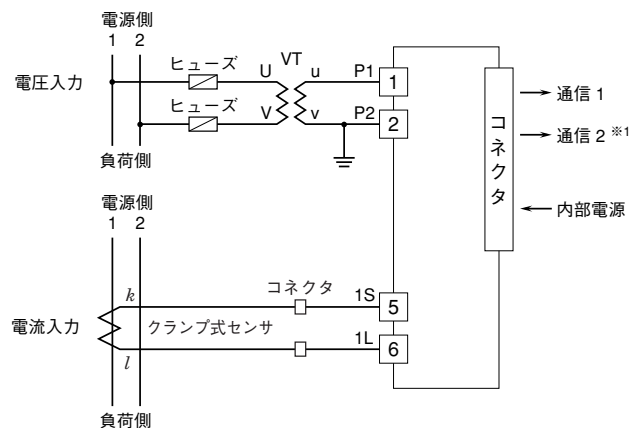 電源側
1 2
電圧入力
ヒューズ
ヒューズ
VT
U u
V v
P1
1
P2
2
負荷側
コネクタ
通信 1
通信 2 ※1
内部電源
電源側
1 2
電流入力
k
l
クランプ式センサ
コネクタ
1S
5
1L
6
負荷側